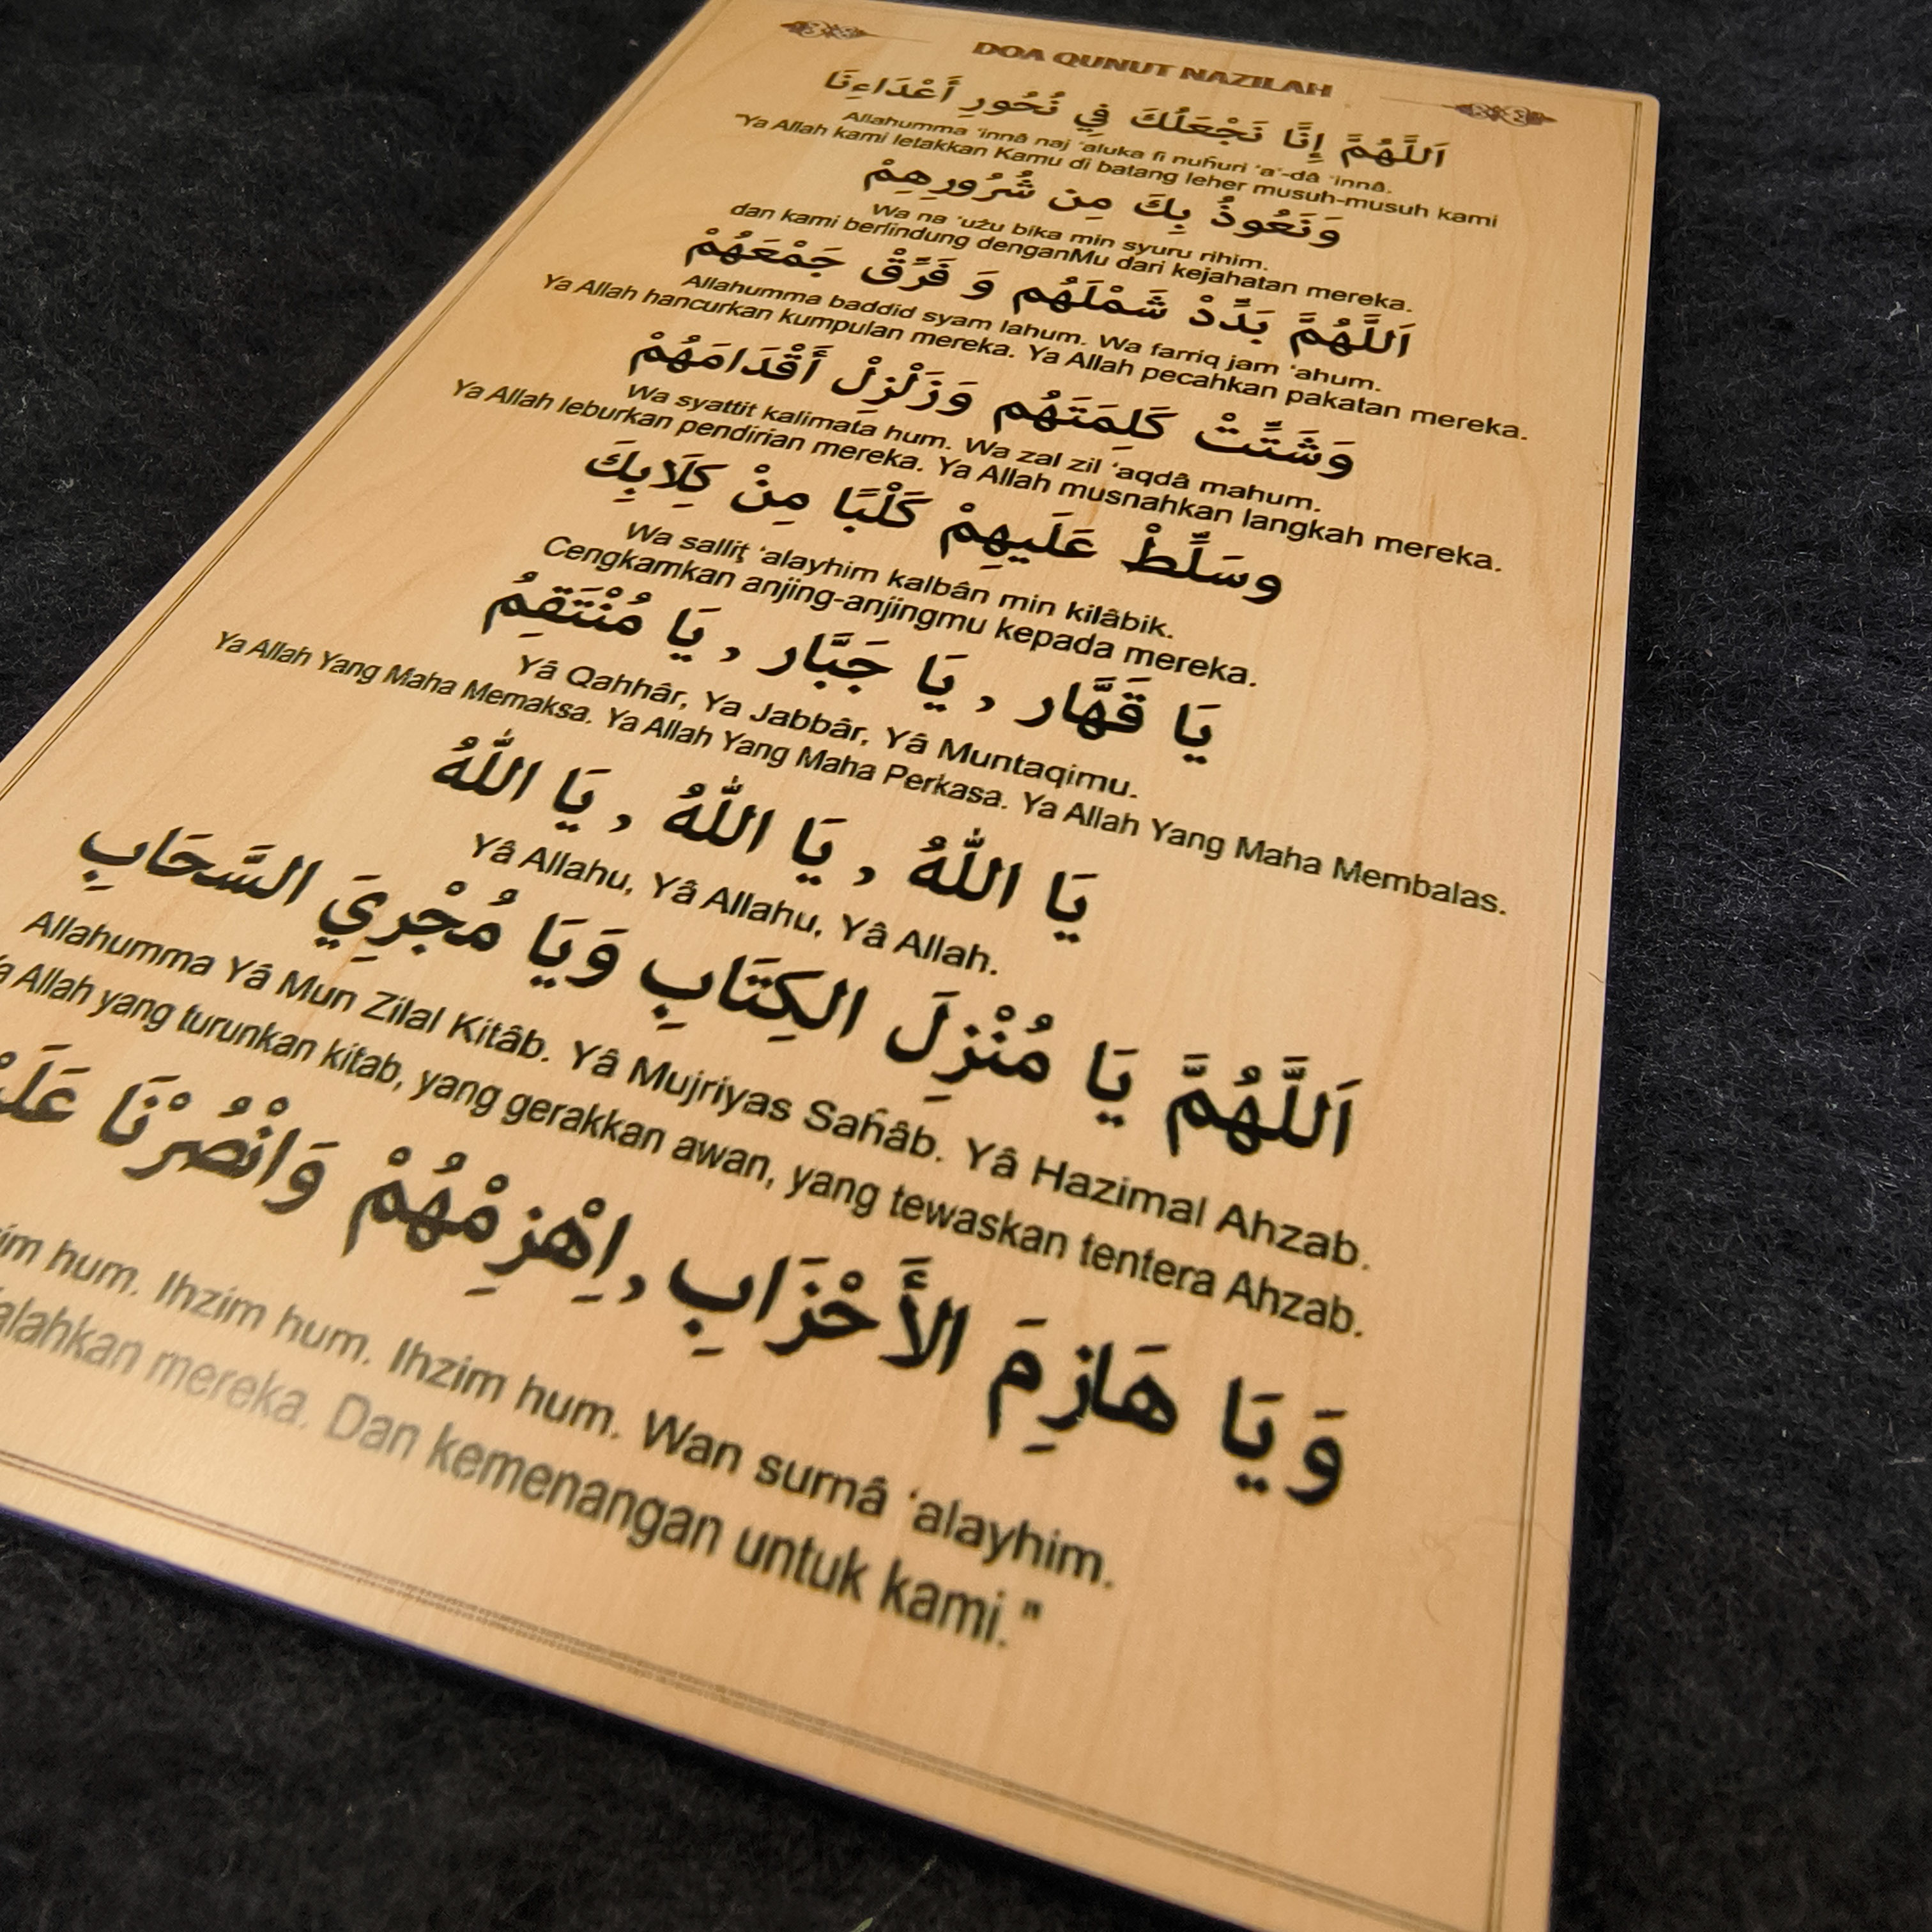 DOA QUNUT NAZILAH
اَللَّهُمَّ إِنَّا نَجْعَلُكَ فِي نُحُورِ أَعْدَاءِنَا
Allahumma 'innâ naj 'aluka fi nuĥuri 'a'-dâ 'innâ.
"Ya Allah kami letakkan Kamu di batang leher musuh-musuh kami
وَنَعُوذُ بِكَ مِن شُرُورِهِمْ
Wa na 'użu bika min syuru rihim.
dan kami berlindung denganMu dari kejahatan mereka.
اَللَّهُمَّ بَدِّدْ شَمْلَهُم وَ فَرِّقْ جَمْعَهُمْ
Allahumma baddid syam lahum. Wa farriq jam 'ahum.
Ya Allah hancurkan kumpulan mereka. Ya Allah pecahkan pakatan mereka.
وَشَتِّتْ كَلِمَتَهُم وَزَلْزِلْ أَقْدَامَهُمْ
Wa syattit kalimata hum. Wa zal zil 'aqdâ mahum.
Ya Allah leburkan pendirian mereka. Ya Allah musnahkan langkah mereka.
وسَلِّطْ عَلَيهِمْ كَلْبًا مِنْ كِلَابِكَ
Wa salliţ 'alayhim kalbân min kilâbik.
Cengkamkan anjing-anjingmu kepada mereka.
يَا قَهَّار , يَا جَبَّار , يَا مُنْتَقِمُ
Yâ Qahhâr, Ya Jabbâr, Yâ Muntaqimu.
Ya Allah Yang Maha Memaksa. Ya Allah Yang Maha Perkasa. Ya Allah Yang Maha Membalas.
يَا اللهُ , يَا اللهُ , يَا اللهُ
Yâ Allahu, Yâ Allahu, Yâ Allah.
اَللَّهُمَّ يَا مُنْزِلَ الكِتَابِ وَيَا مُجْرِيَ السَّحَابِ
Allahumma Yâ Mun Zilal Kitâb. Yâ Mujriyas Saĥâb. Yâ Hazimal Ahzab.
Allah yang turunkan kitab, yang gerakkan awan, yang tewaskan tentera Ahzab.
وَيَا هَازِمَ الأَحْزَابِ ,اِهْزِمْهُمْ وَانْصُرْنَا
hum. Ihzim hum. Ihzim hum. Wan surnâ 'alayhim.
mereka. Dan kemenangan untuk kami."